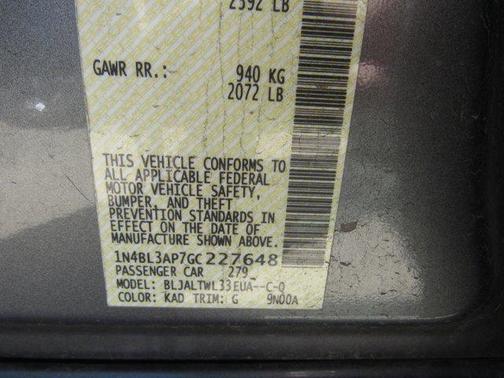 2592 LB
GAWR RR.: 940 KG
2072 LB
THIS VEHICLE CONFORMS TO
ALL APPLICABLE FEDERAL
MOTOR VEHICLE SAFETY,
BUMPER, AND THEFT
PREVENTION STANDARDS IN
EFFECT ON THE DATE OF
MANUFACTURE SHOWN ABOVE.
1N4BL3AP7GC227648
PASSENGER CAR 279
MODEL: BLJALTWL33EUA--C-Q
COLOR: KAD TRIM: G 9N00A